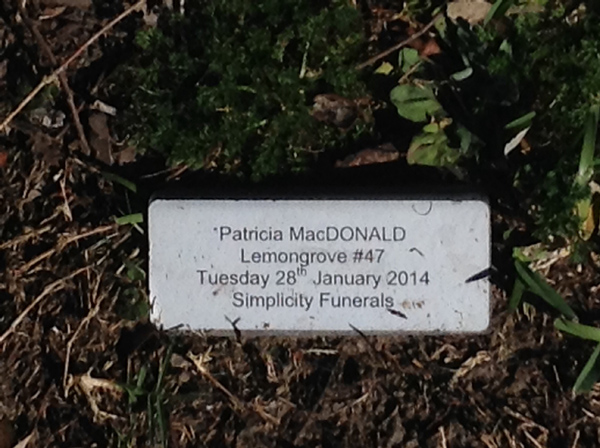 Patricia MacDONALD
Lemongrove #47
Tuesday 28th January 2014
Simplicity Funerals